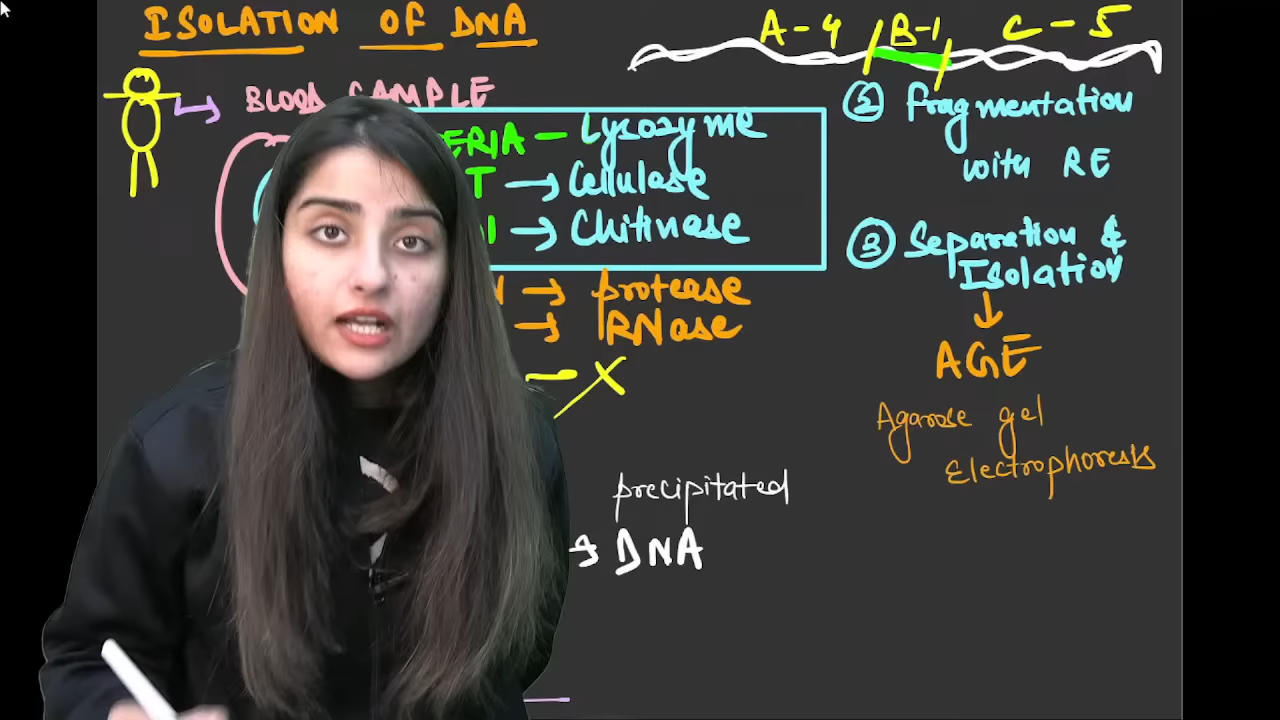 ISOLATION OF DNA
BLOOD SAMPLE
ERIA - Lysozyme
T → Cellulase
I → Chitinase
N → protease
→ RNase
X
precipitated
→ DNA
A-4 B-1 C-5
② fragmentation
with RE
③ Separation &
Isolation
↓
AGE
Agarose gel
Electrophoresis